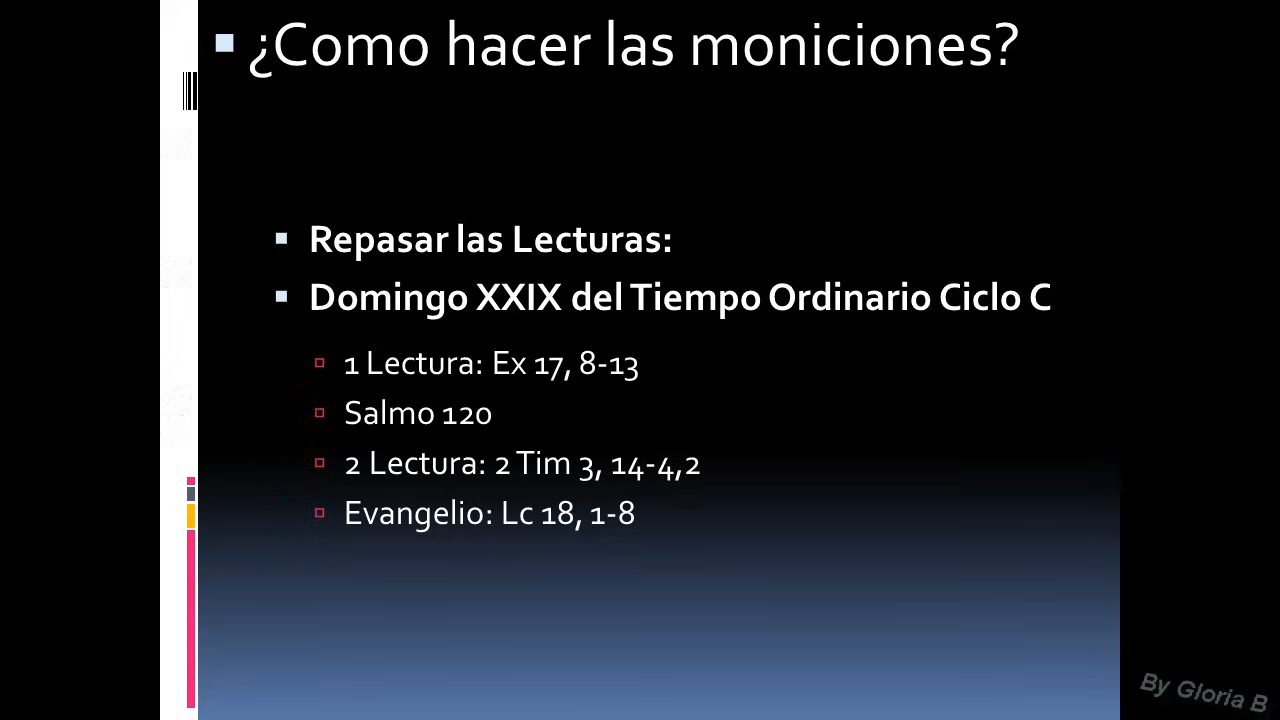 ¿Como hacer las moniciones?
Repasar las Lecturas:
Domingo XXIX del Tiempo Ordinario Ciclo C
1 Lectura: Ex 17, 8-13
Salmo 120
2 Lectura: 2 Tim 3, 14-4,2
Evangelio: Lc 18, 1-8
By Gloria B